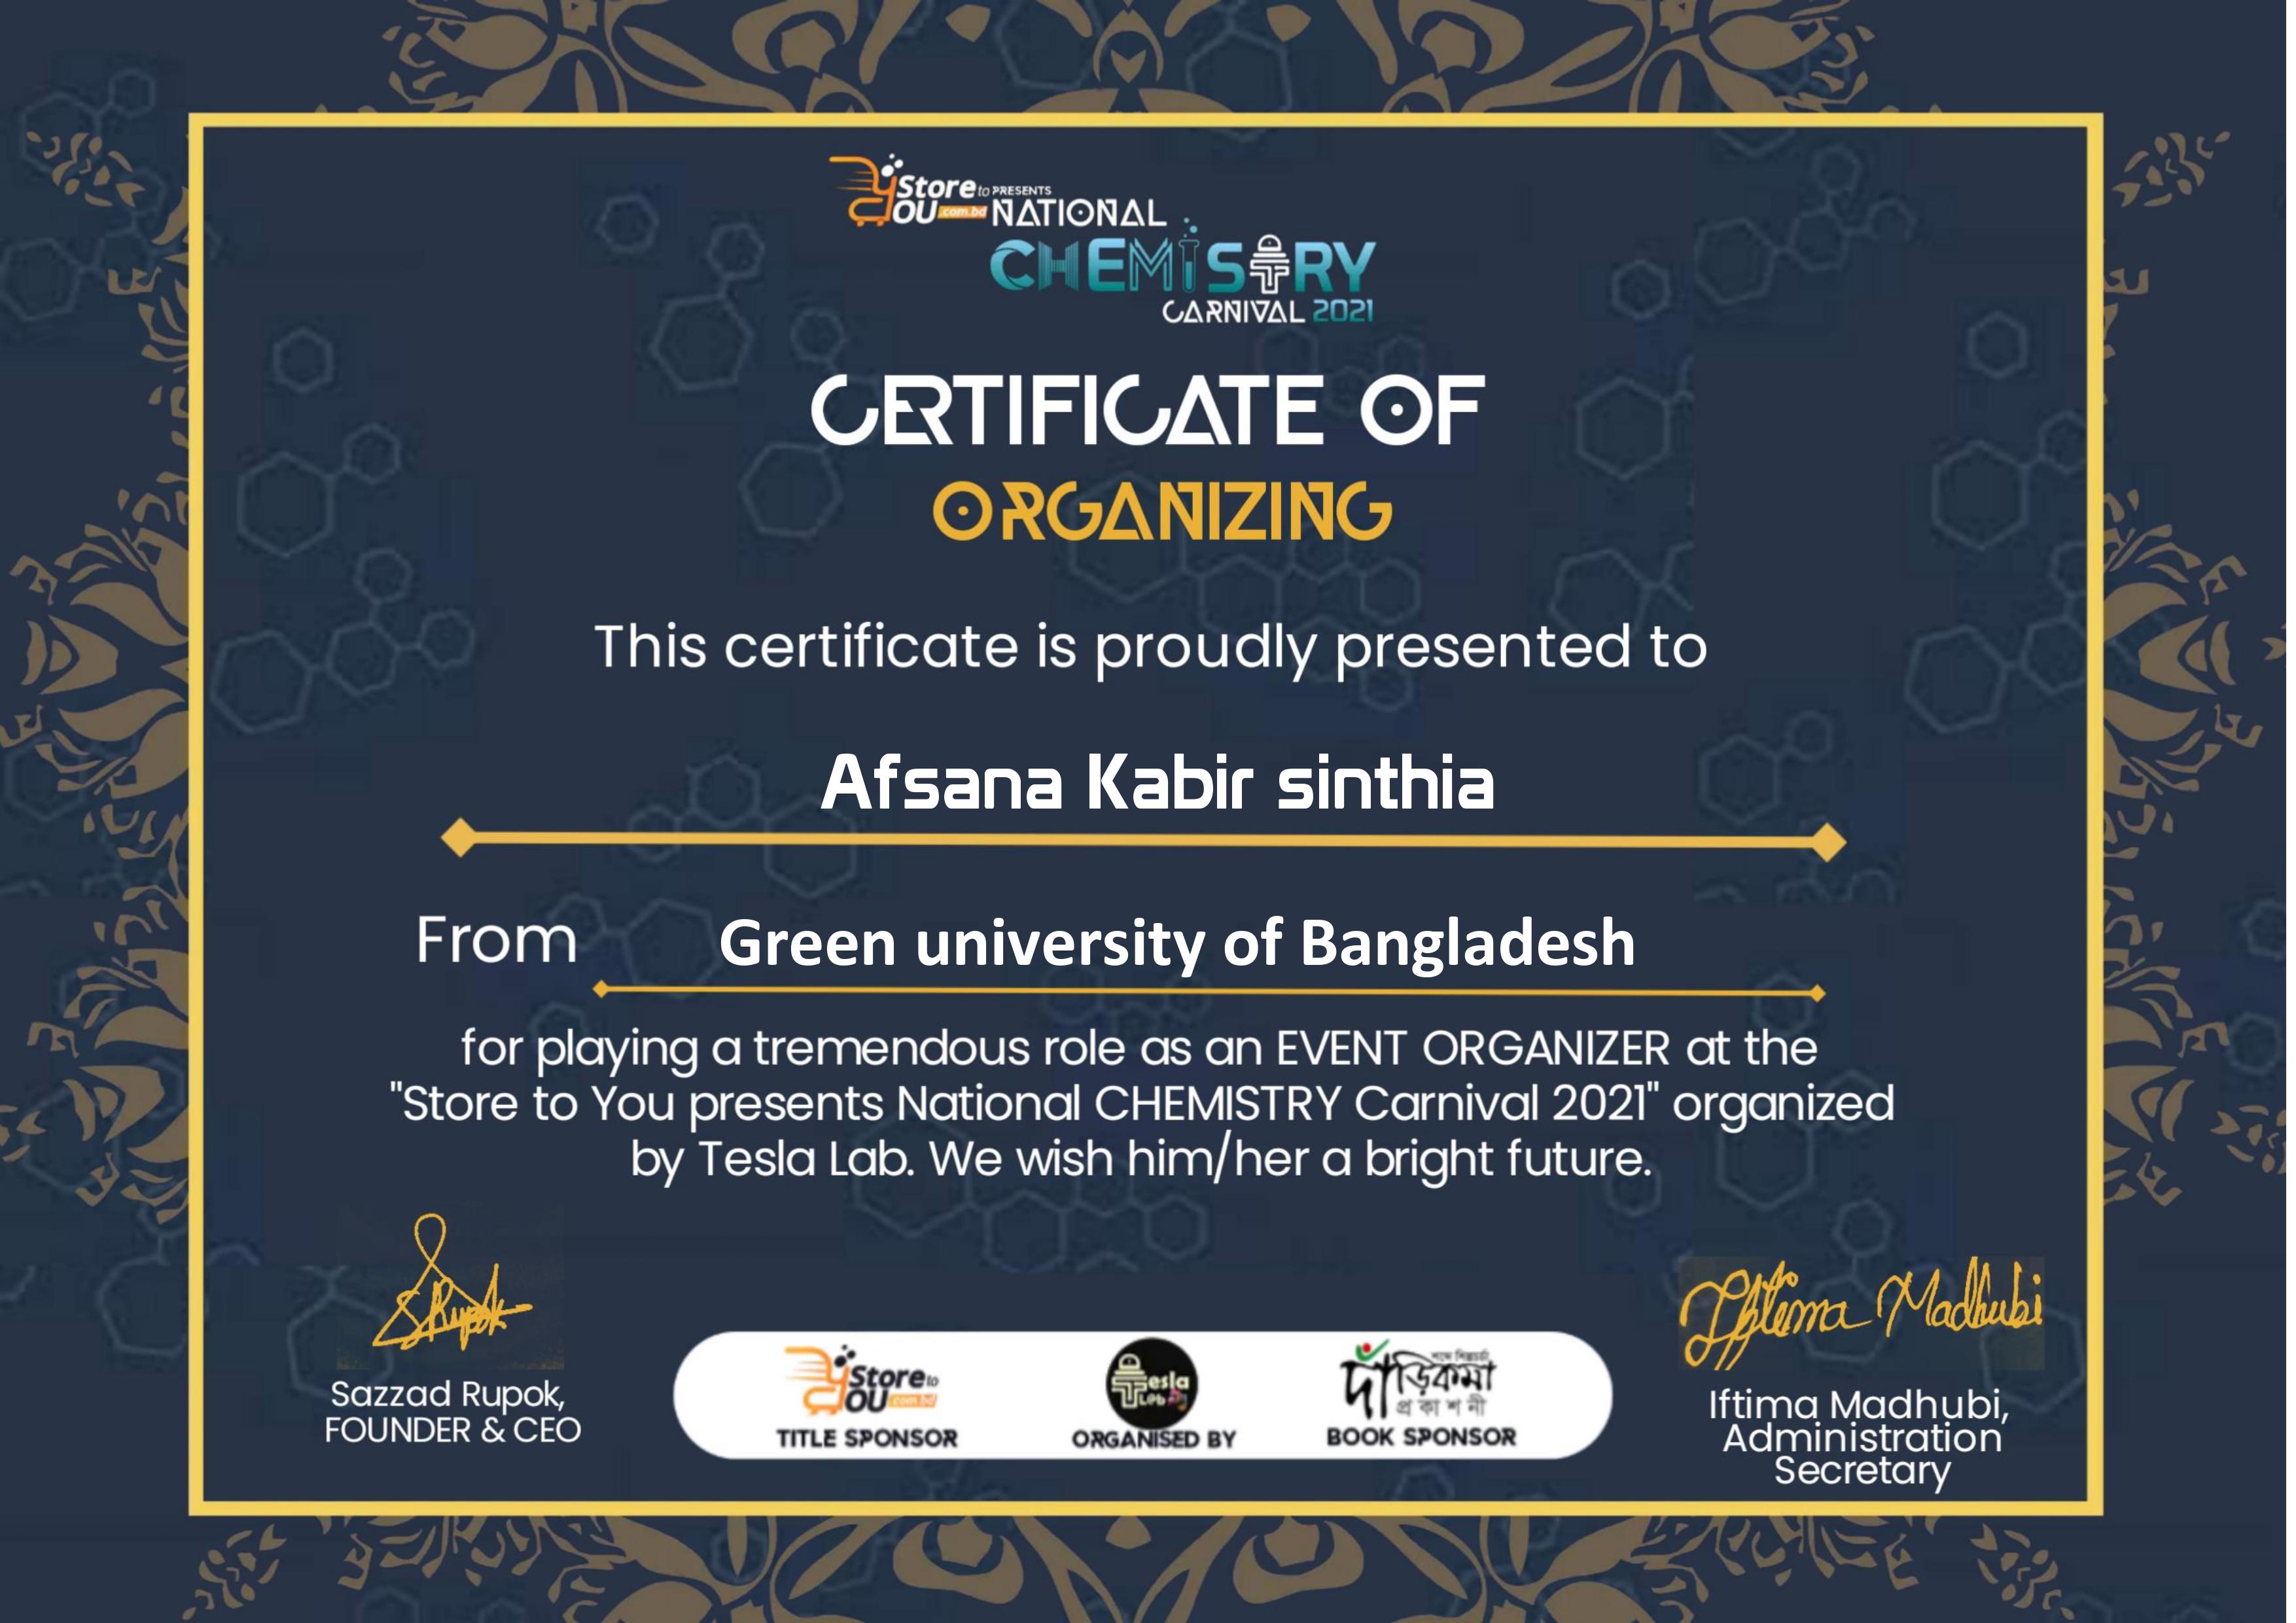 Store to PRESENTS
YOU .com.bd NATIONAL
CHEMISTRY
CARNIVAL 2021
CERTIFICATE OF
ORGANIZING
This certificate is proudly presented to
Afsana Kabir sinthia
From Green university of Bangladesh
for playing a tremendous role as an EVENT ORGANIZER at the
"Store to You presents National CHEMISTRY Carnival 2021" organized
by Tesla Lab. We wish him/her a bright future.
SRupok
Iftima Madhubi
Sazzad Rupok,
FOUNDER & CEO
Store to
YOU .com.bd
TITLE SPONSOR
Tesla
Lab
ORGANISED BY
দাঁড়িকমা
প্রকাশনী
BOOK SPONSOR
Iftima Madhubi,
Administration
Secretary